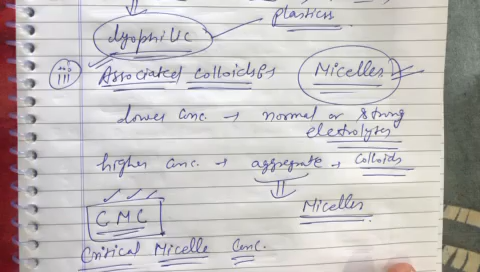 ⇓
plastics
lyophilic
iii Associated Colloids Micelles
Lower Conc. → normal or strong
electrolytes
higher Conc. → aggregate → Colloids
⇓
Micelles
CMC
Critical Micelle Conc.